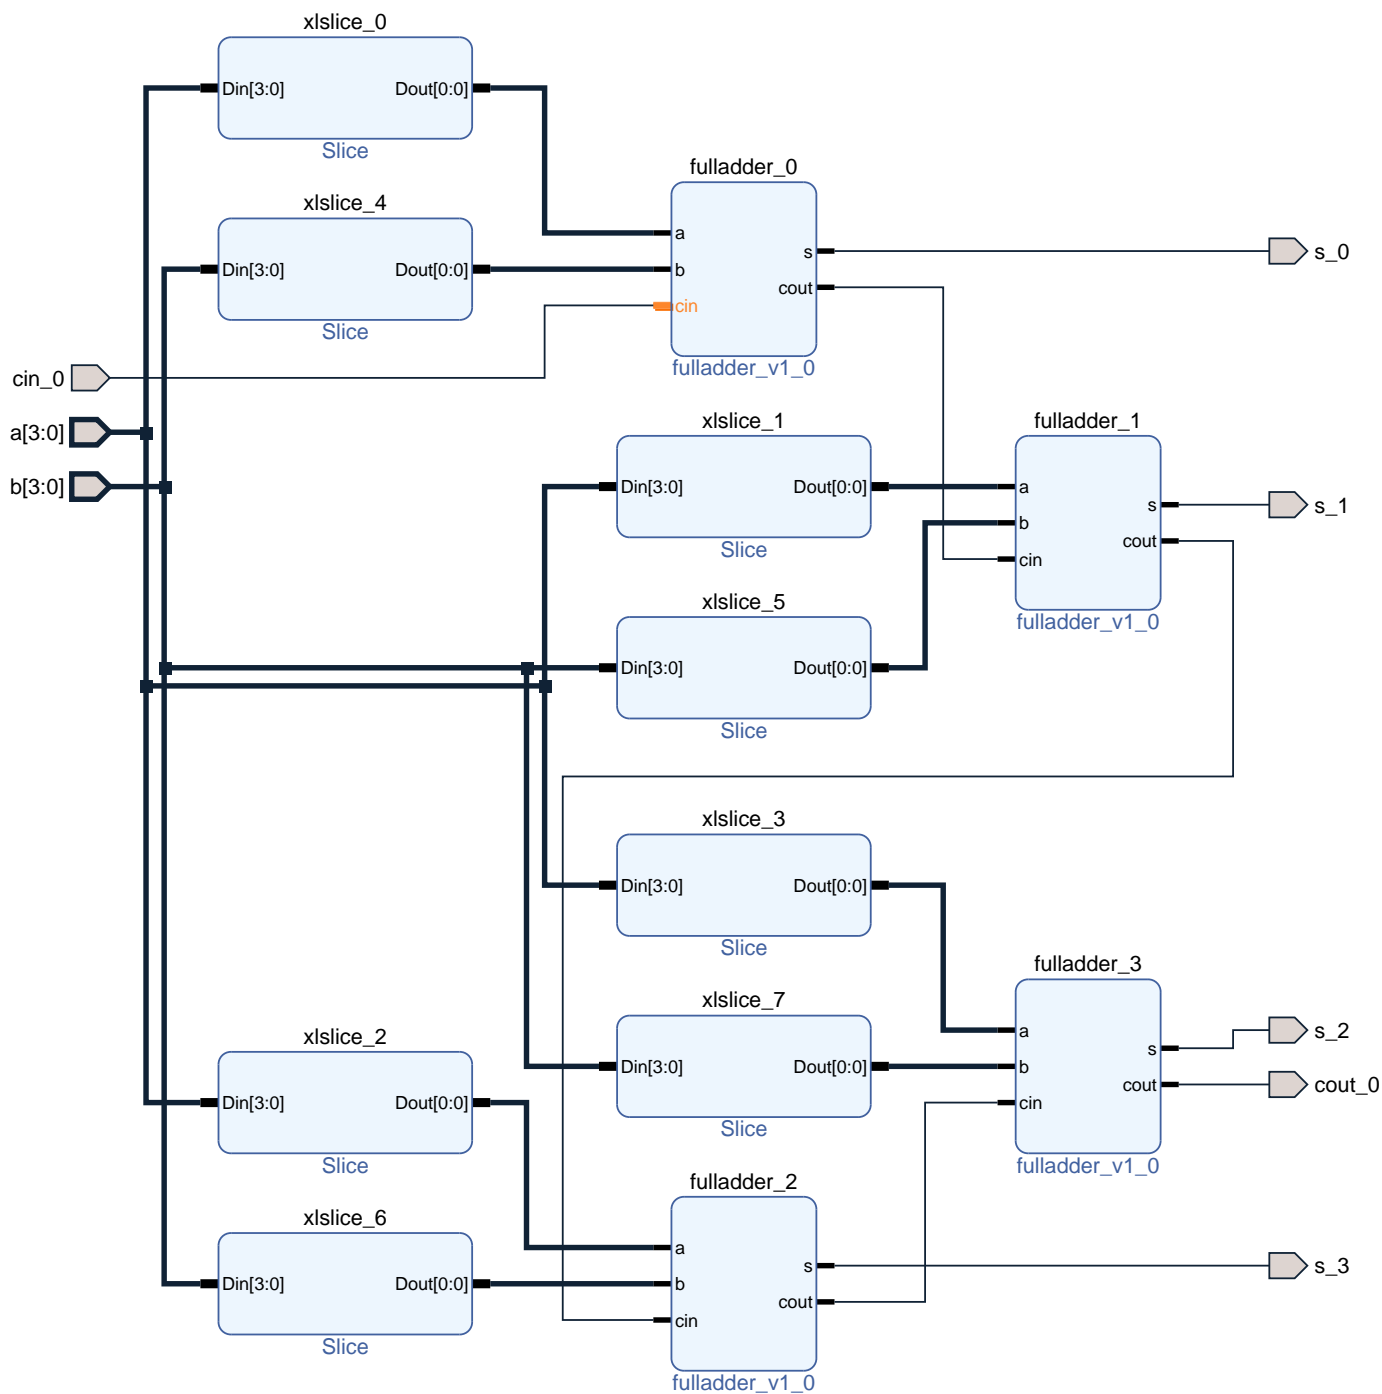 xlslice_0
Din[3:0] Dout[0:0]
Slice
xlslice_4
Din[3:0] Dout[0:0]
Slice
fulladder_0
a
b
cin
s
cout
fulladder_v1_0
s_0
cin_0
a[3:0]
b[3:0]
xlslice_1
Din[3:0] Dout[0:0]
Slice
xlslice_5
Din[3:0] Dout[0:0]
Slice
fulladder_1
a
b
cin
s
cout
fulladder_v1_0
s_1
xlslice_3
Din[3:0] Dout[0:0]
Slice
xlslice_7
Din[3:0] Dout[0:0]
Slice
fulladder_3
a
b
cin
s
cout
fulladder_v1_0
s_2
cout_0
xlslice_2
Din[3:0] Dout[0:0]
Slice
xlslice_6
Din[3:0] Dout[0:0]
Slice
fulladder_2
a
b
cin
s
cout
fulladder_v1_0
s_3